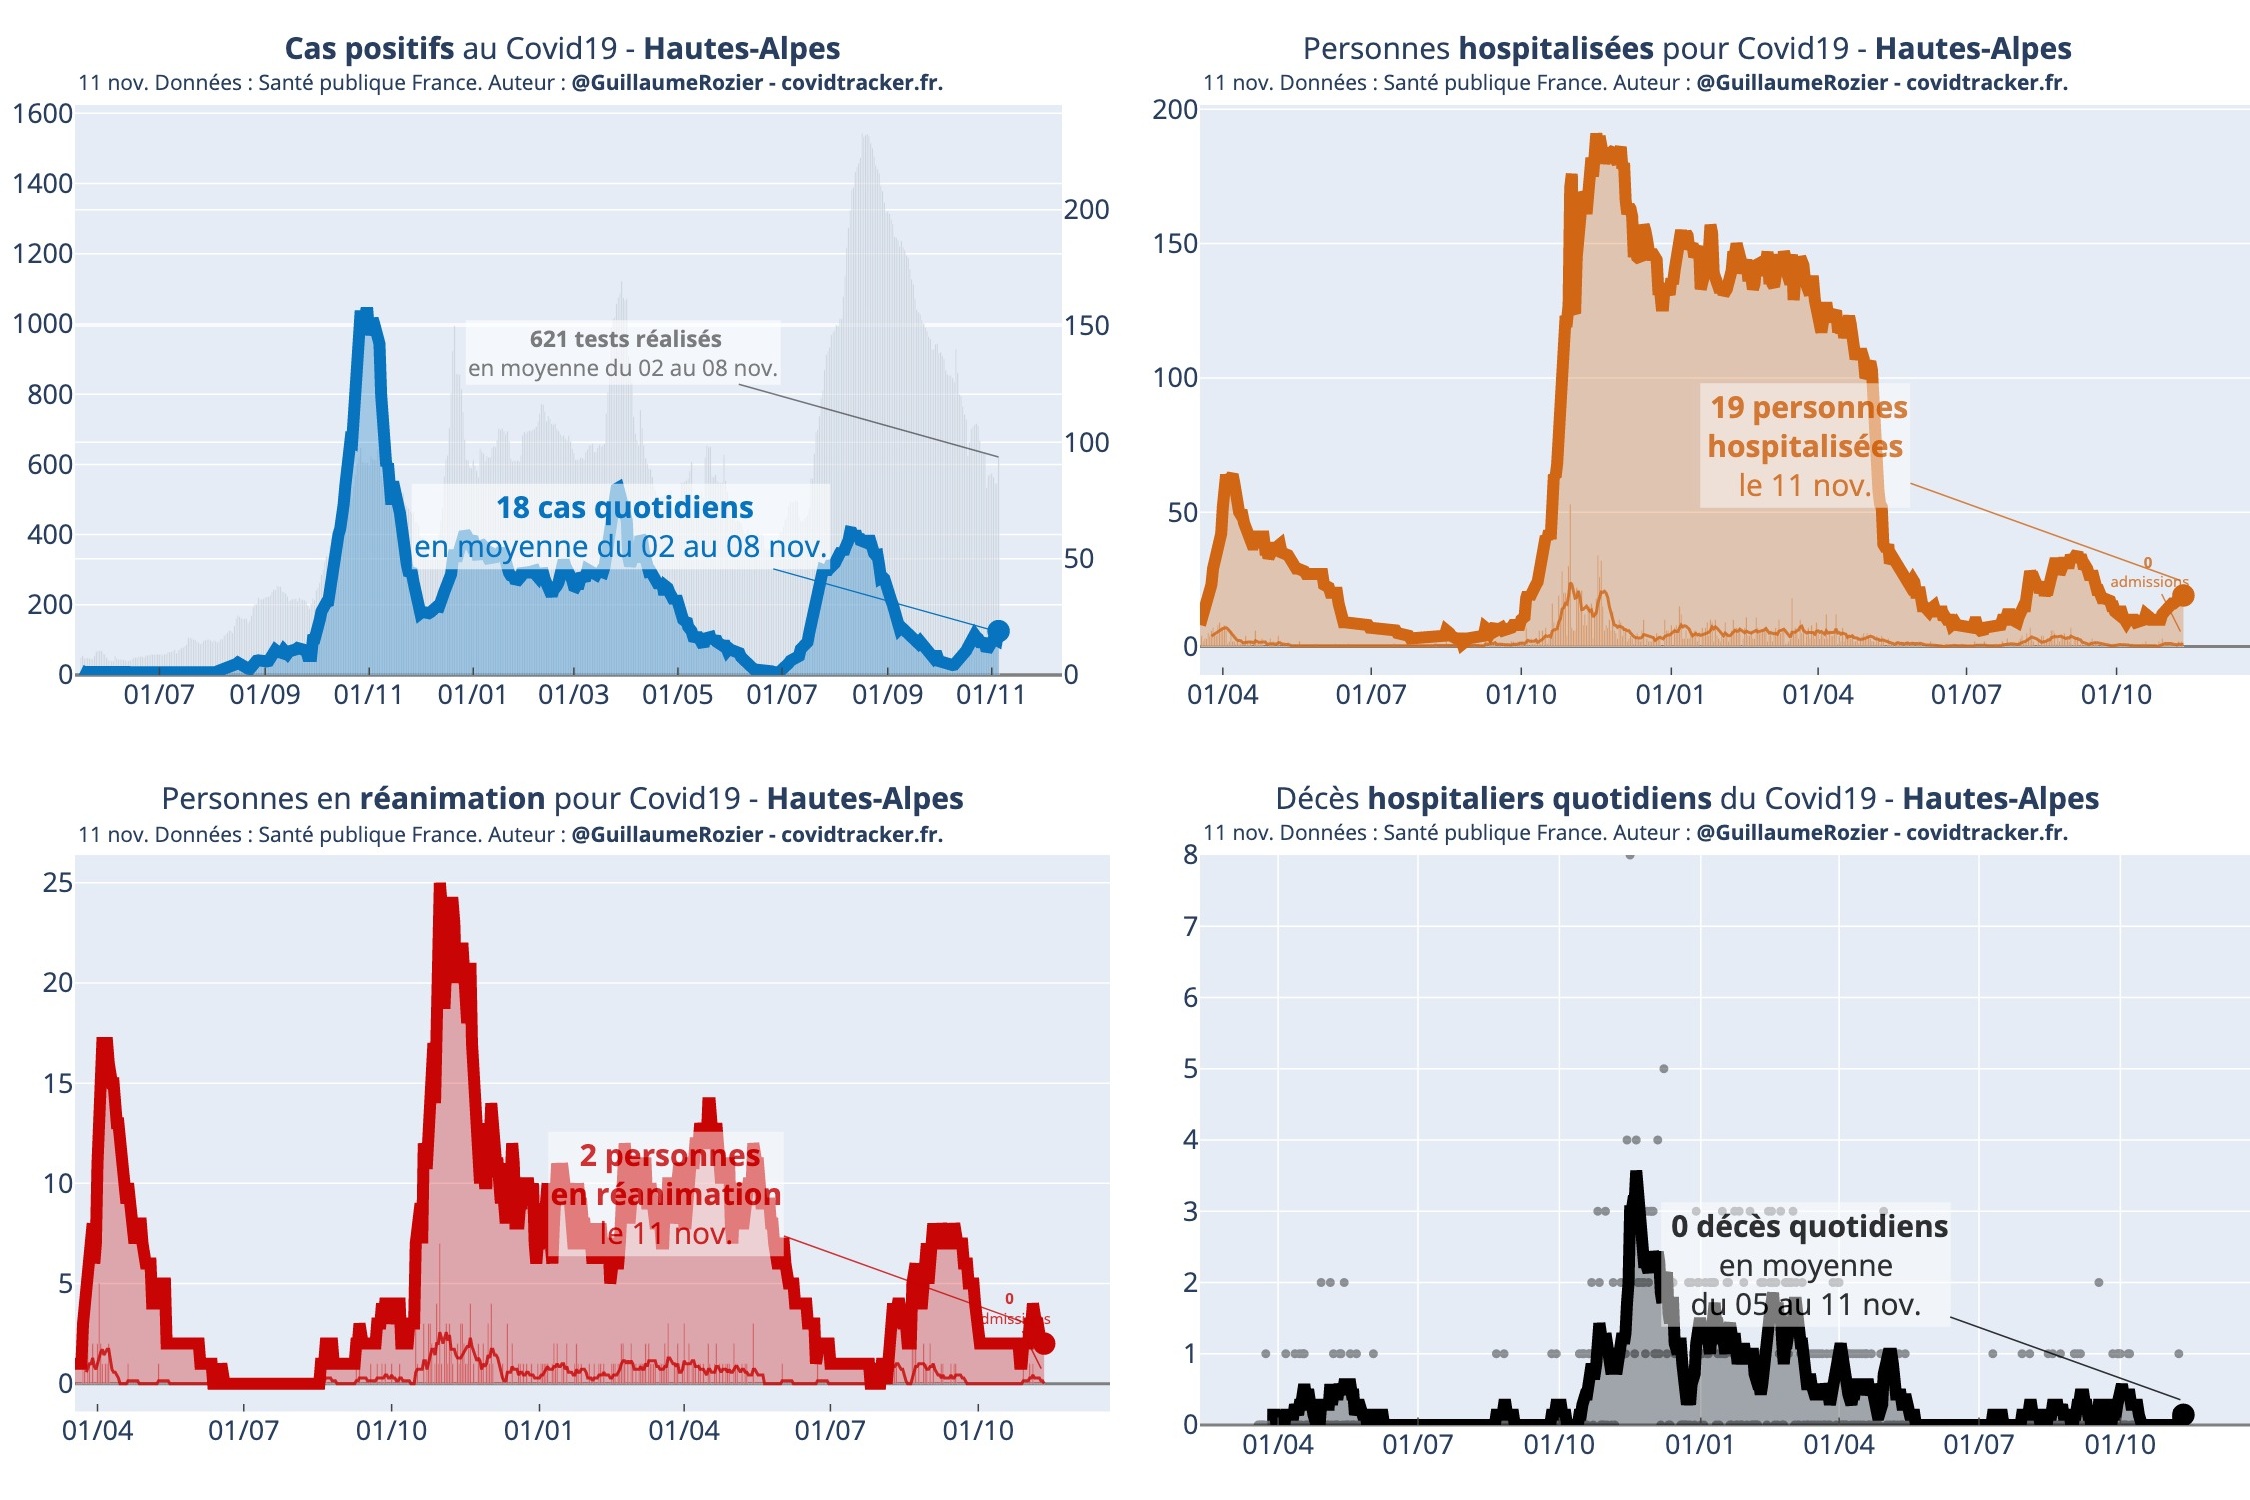 Cas positifs au Covid19 - Hautes-Alpes
11 nov. Données : Santé publique France. Auteur : @GuillaumeRozier - covidtracker.fr.
1600
1400
1200
1000
800
600
400
200
0
200
150
100
50
0
621 tests réalisés
en moyenne du 02 au 08 nov.
18 cas quotidiens
en moyenne du 02 au 08 nov.
01/07 01/09 01/11 01/01 01/03 01/05 01/07 01/09 01/11
Personnes hospitalisées pour Covid19 - Hautes-Alpes
11 nov. Données : Santé publique France. Auteur : @GuillaumeRozier - covidtracker.fr.
200
150
100
50
0
19 personnes
hospitalisées
le 11 nov.
0
admissions
01/04 01/07 01/10 01/01 01/04 01/07 01/10
Personnes en réanimation pour Covid19 - Hautes-Alpes
11 nov. Données : Santé publique France. Auteur : @GuillaumeRozier - covidtracker.fr.
25
20
15
10
5
0
2 personnes
en réanimation
le 11 nov.
0
admissions
01/04 01/07 01/10 01/01 01/04 01/07 01/10
Décès hospitaliers quotidiens du Covid19 - Hautes-Alpes
11 nov. Données : Santé publique France. Auteur : @GuillaumeRozier - covidtracker.fr.
8
7
6
5
4
3
2
1
0
0 décès quotidiens
en moyenne
du 05 au 11 nov.
01/04 01/07 01/10 01/01 01/04 01/07 01/10